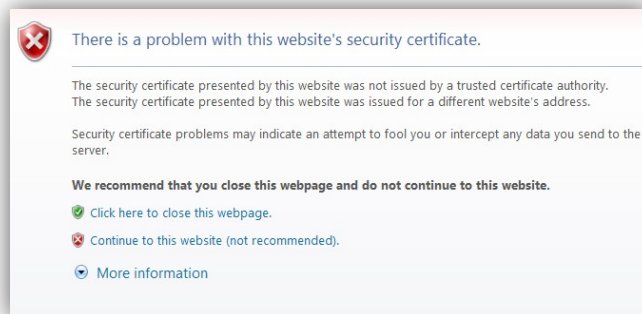 There is a problem with this website's security certificate.
The security certificate presented by this website was not issued by a trusted certificate authority.
The security certificate presented by this website was issued for a different website's address.
Security certificate problems may indicate an attempt to fool you or intercept any data you send to the
server.
We recommend that you close this webpage and do not continue to this website.
Click here to close this webpage.
Continue to this website (not recommended).
More information